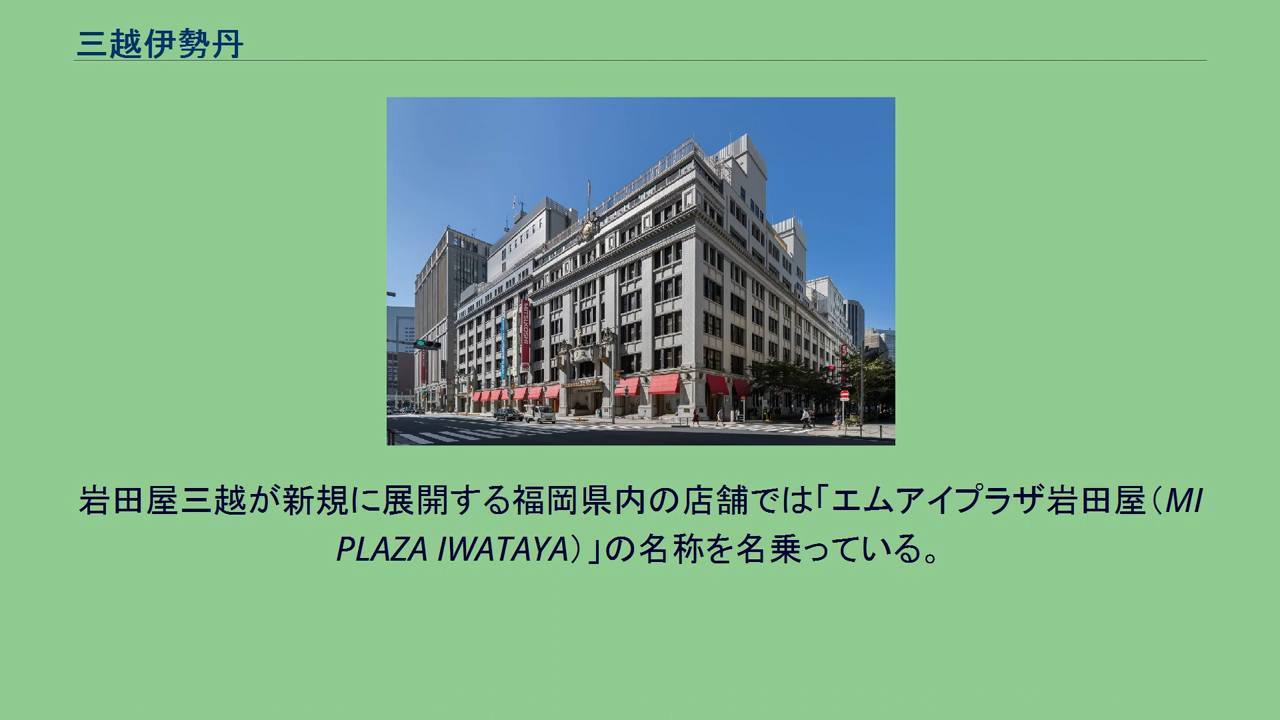 三越伊勢丹
MITSUKOSHI
岩田屋三越が新規に展開する福岡県内の店舗では「エムアイプラザ岩田屋（MI
PLAZA IWATAYA）」の名称を名乗っている。